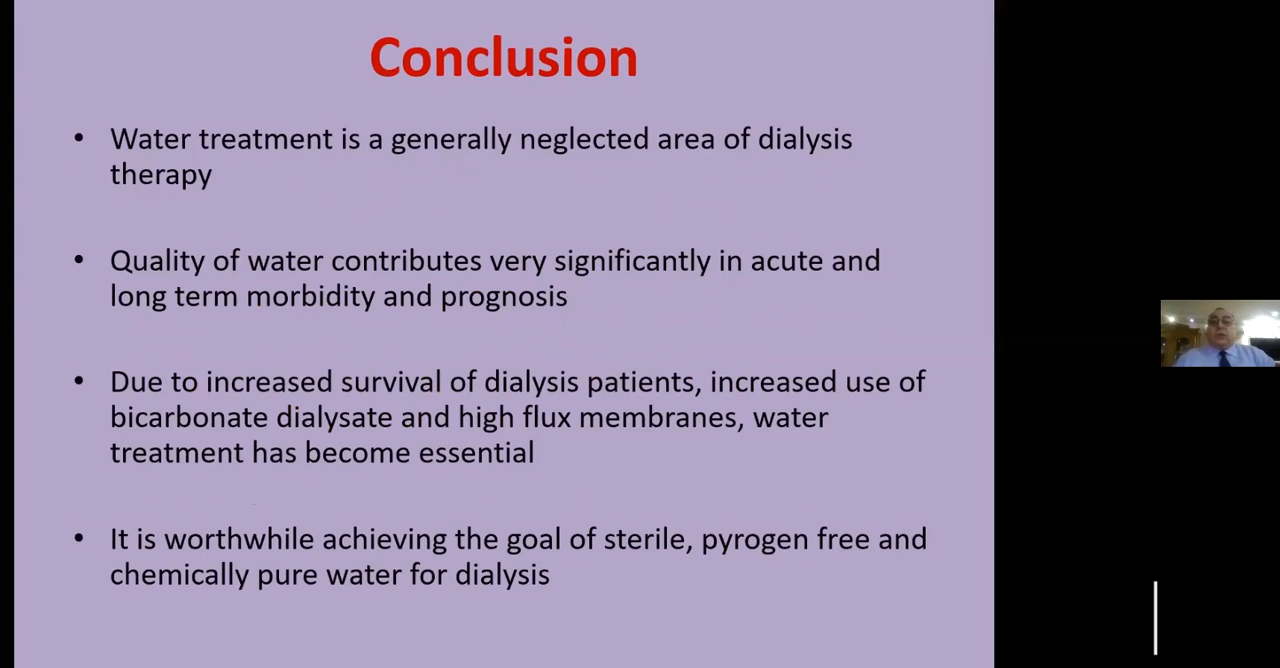 Conclusion
• Water treatment is a generally neglected area of dialysis
therapy
• Quality of water contributes very significantly in acute and
long term morbidity and prognosis
• Due to increased survival of dialysis patients, increased use of
bicarbonate dialysate and high flux membranes, water
treatment has become essential
• It is worthwhile achieving the goal of sterile, pyrogen free and
chemically pure water for dialysis